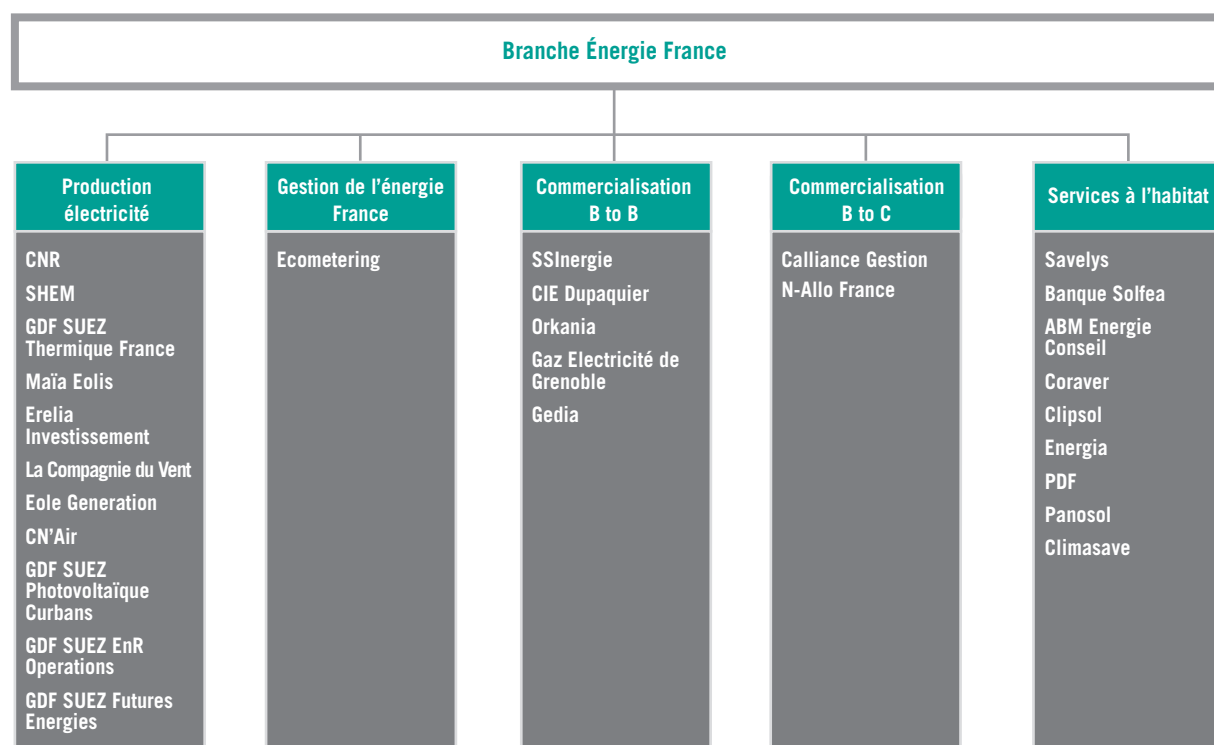 Branche Énergie France
Production
électricité
CNR
SHEM
GDF SUEZ
Thermique France
Maïa Eolis
Erelia
Investissement
La Compagnie du Vent
Eole Generation
CN'Air
GDF SUEZ
Photovoltaïque
Curbans
GDF SUEZ EnR
Operations
GDF SUEZ Futures
Energies
Gestion de l'énergie
France
Ecometering
Commercialisation
B to B
SSInergie
CIE Dupaquier
Orkania
Gaz Electricité de
Grenoble
Gedia
Commercialisation
B to C
Calliance Gestion
N-Allo France
Services à l'habitat
Savelys
Banque Solfea
ABM Energie
Conseil
Coraver
Clipsol
Energia
PDF
Panosol
Climasave